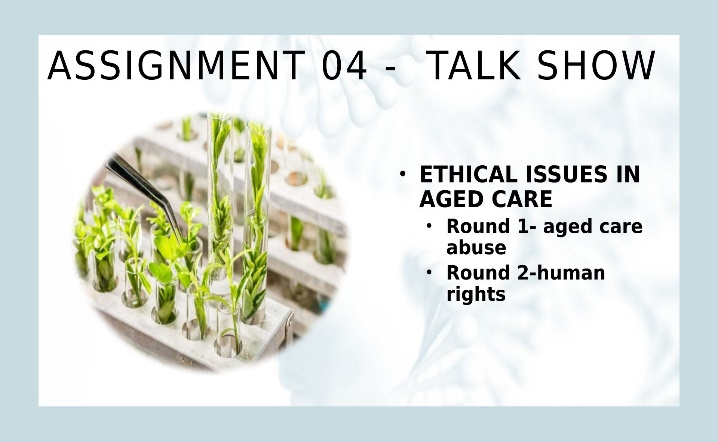 ASSIGNMENT 04 - TALK SHOW
• ETHICAL ISSUES IN
AGED CARE
• Round 1- aged care
abuse
• Round 2-human
rights